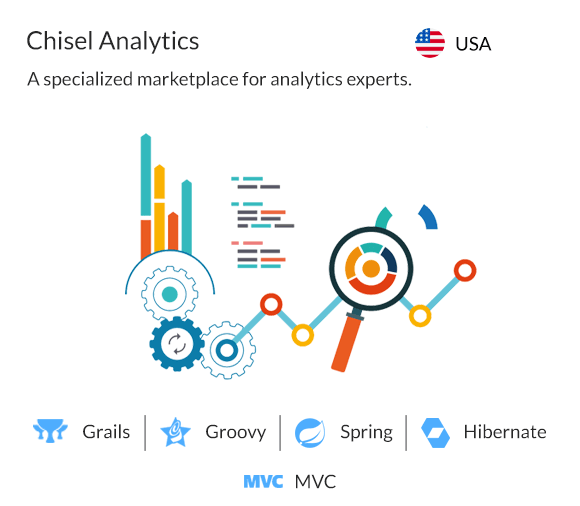 Chisel Analytics
USA
A specialized marketplace for analytics experts.
Grails Groovy Spring Hibernate
MVC MVC